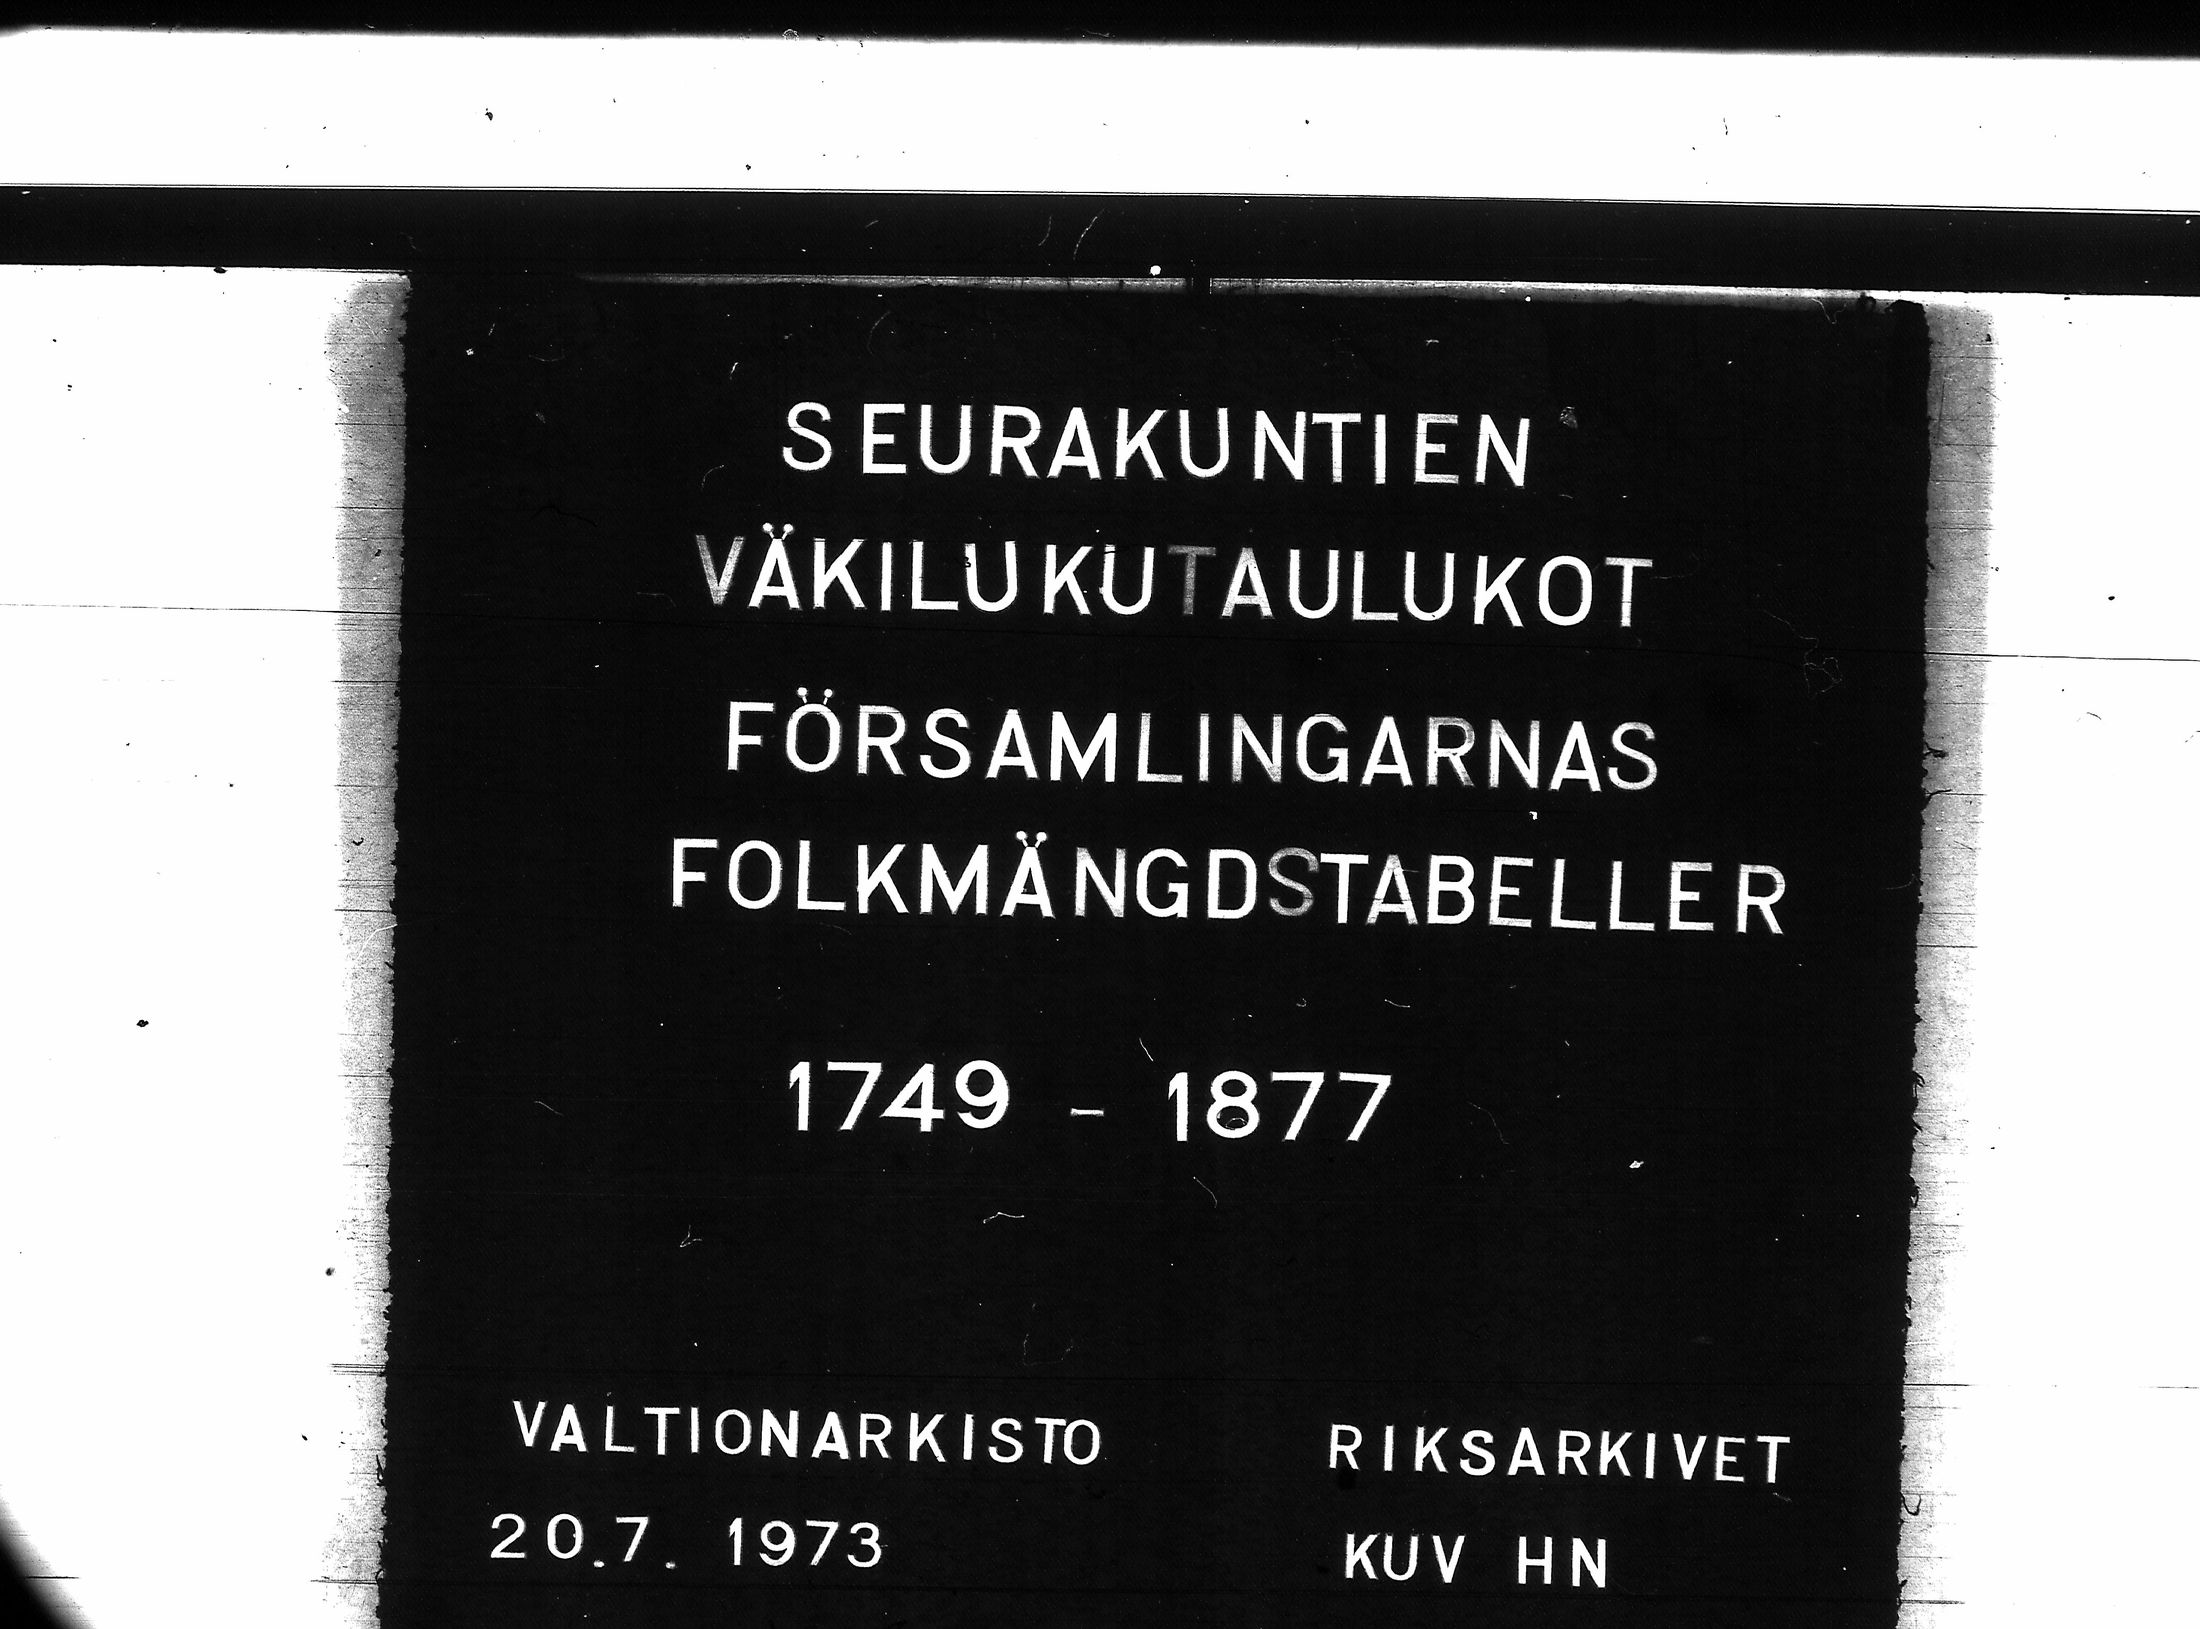 SEURAKUNTIEN
VÄKILUKUTAULUKOT
FÖRSAMLINGARNAS
FOLKMÄNGDSTABELLER
1749 - 1877
VALTIONARKISTO RIKSARKIVET
20.7. 1973 KUV HN